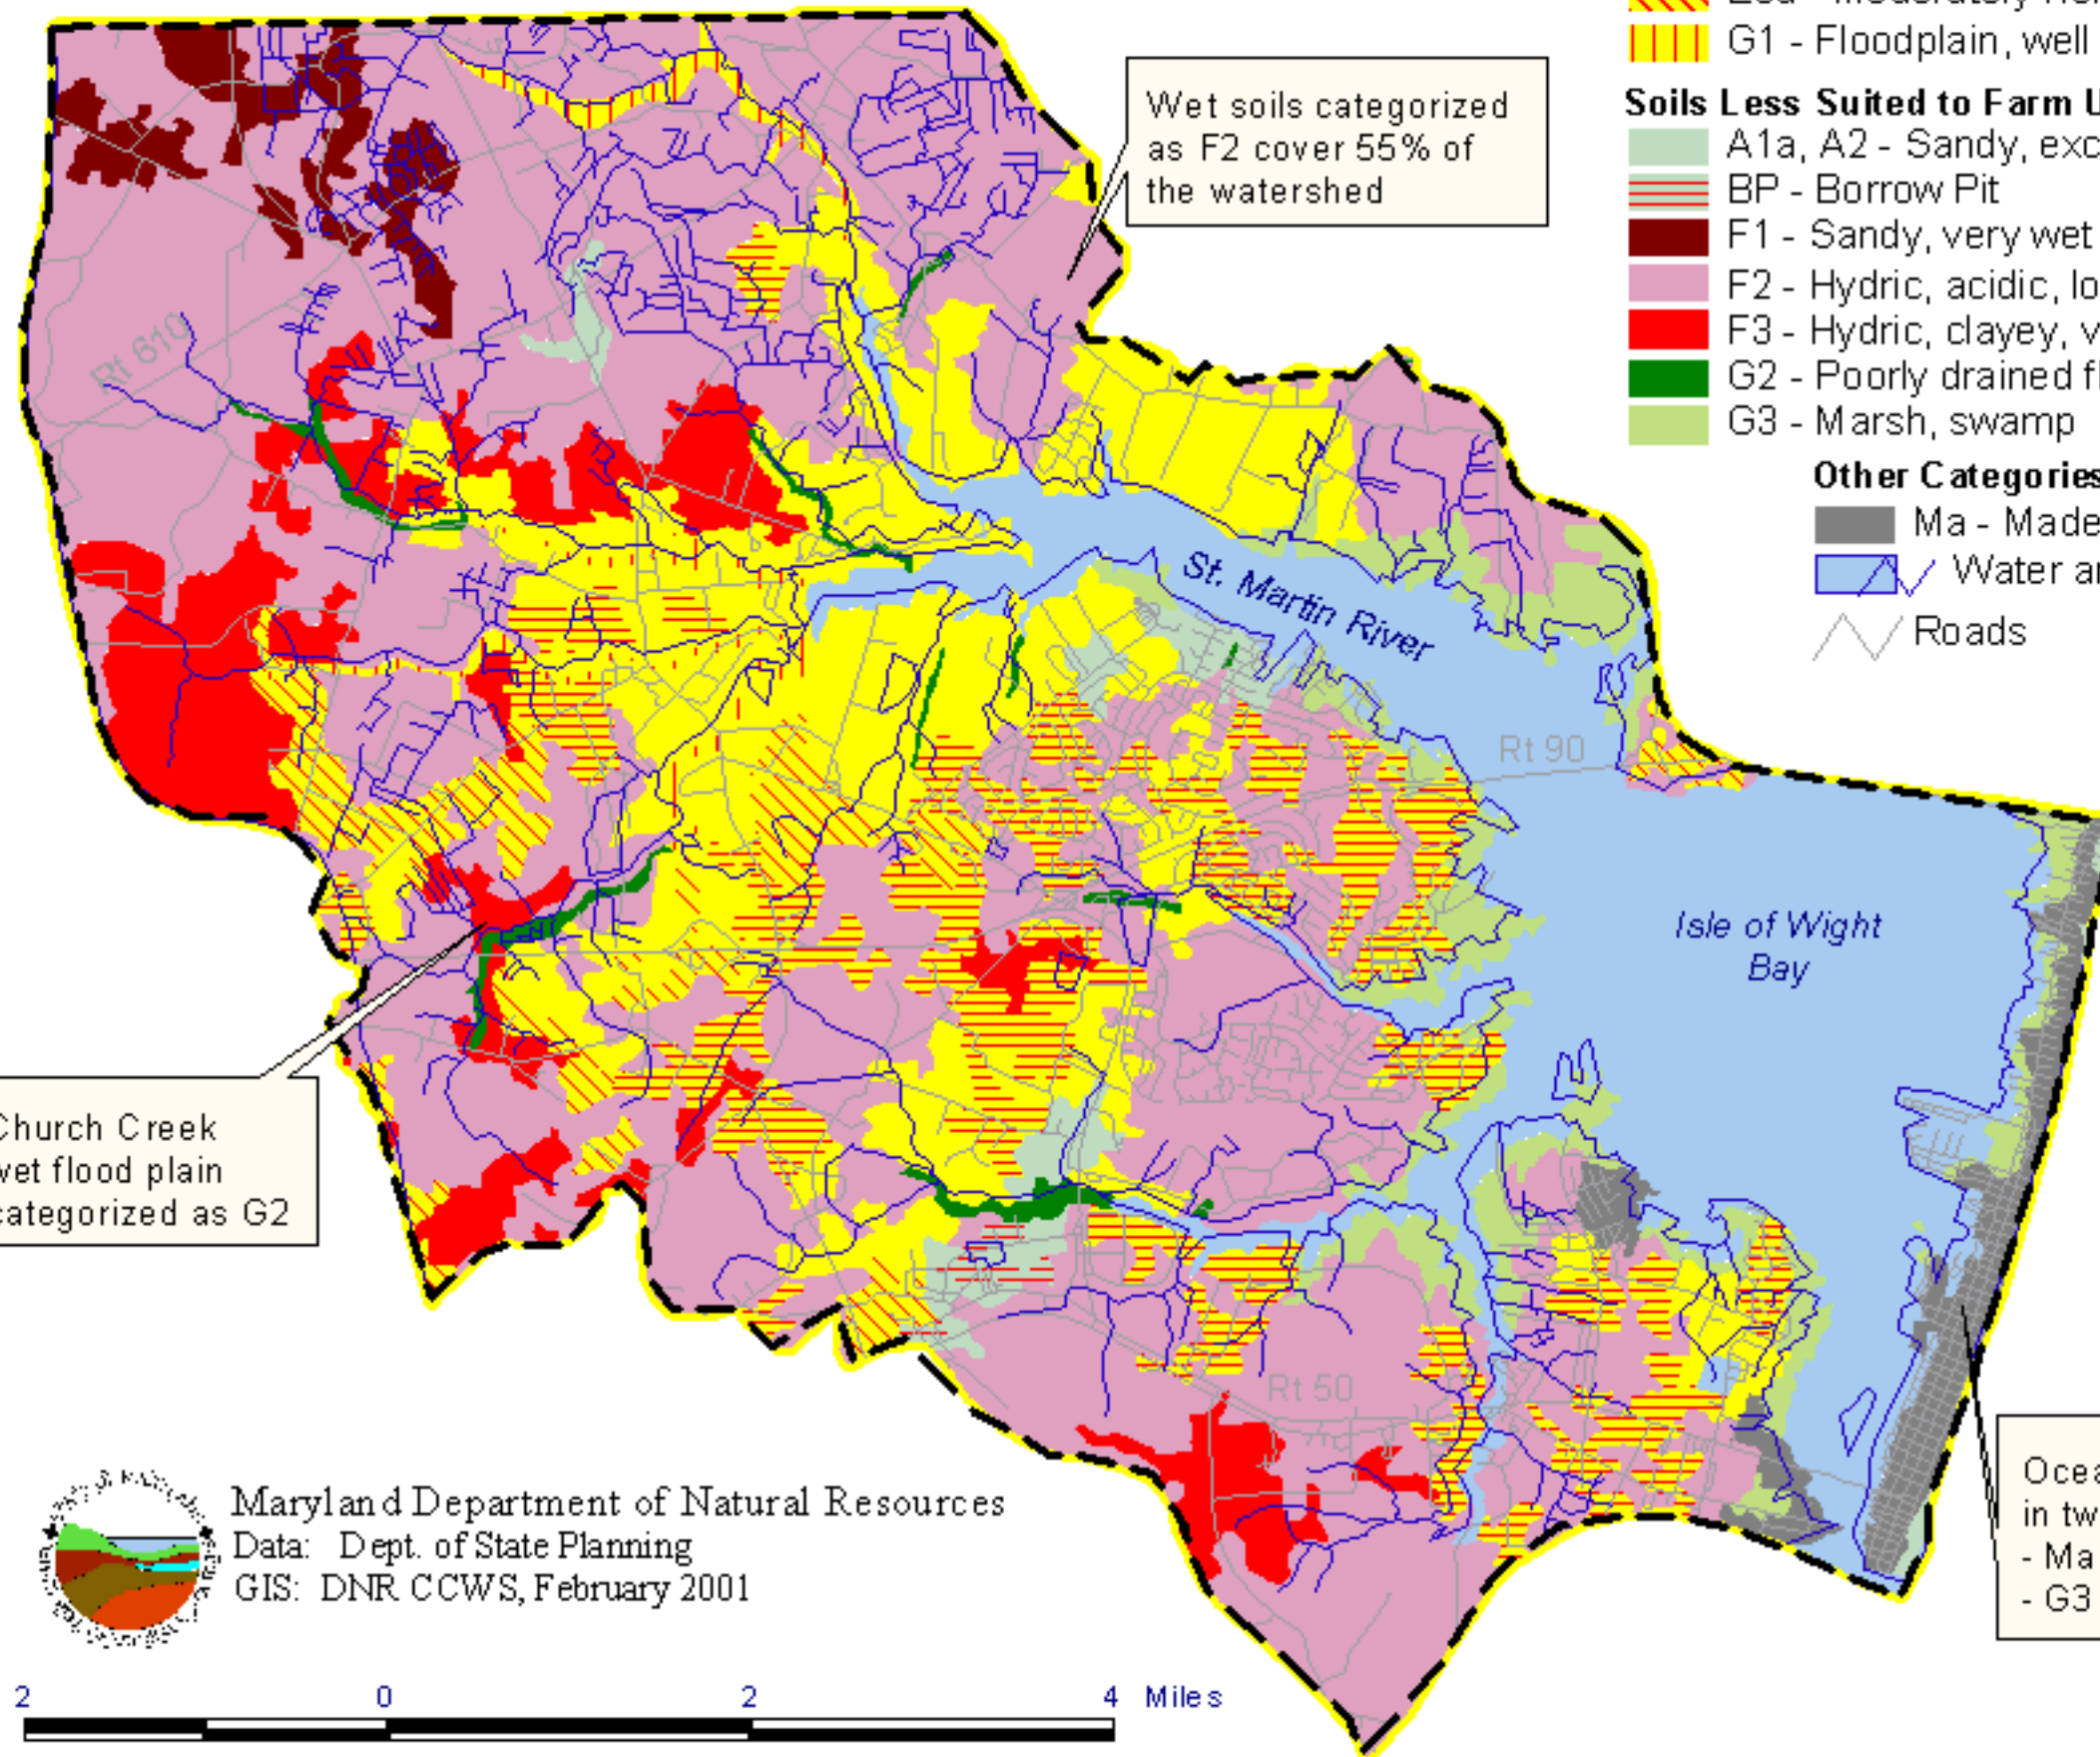 G1 - Floodplain, well
Soils Less Suited to Farm U
A1a, A2 - Sandy, exc
BP - Borrow Pit
F1 - Sandy, very wet
F2 - Hydric, acidic, lo
F3 - Hydric, clayey, v
G2 - Poorly drained fl
G3 - Marsh, swamp
Other Categories
Ma - Made
Water a
Roads
Wet soils categorized
as F2 cover 55% of
the watershed
Rt 610
St. Martin River
Rt 90
Isle of Wight
Bay
Church Creek
wet flood plain
categorized as G2
Rt 50
Ocea
in tw
- Ma
- G3
Maryland Department of Natural Resources
Data: Dept. of State Planning
GIS: DNR CCWS, February 2001
2 0 2 4 Miles